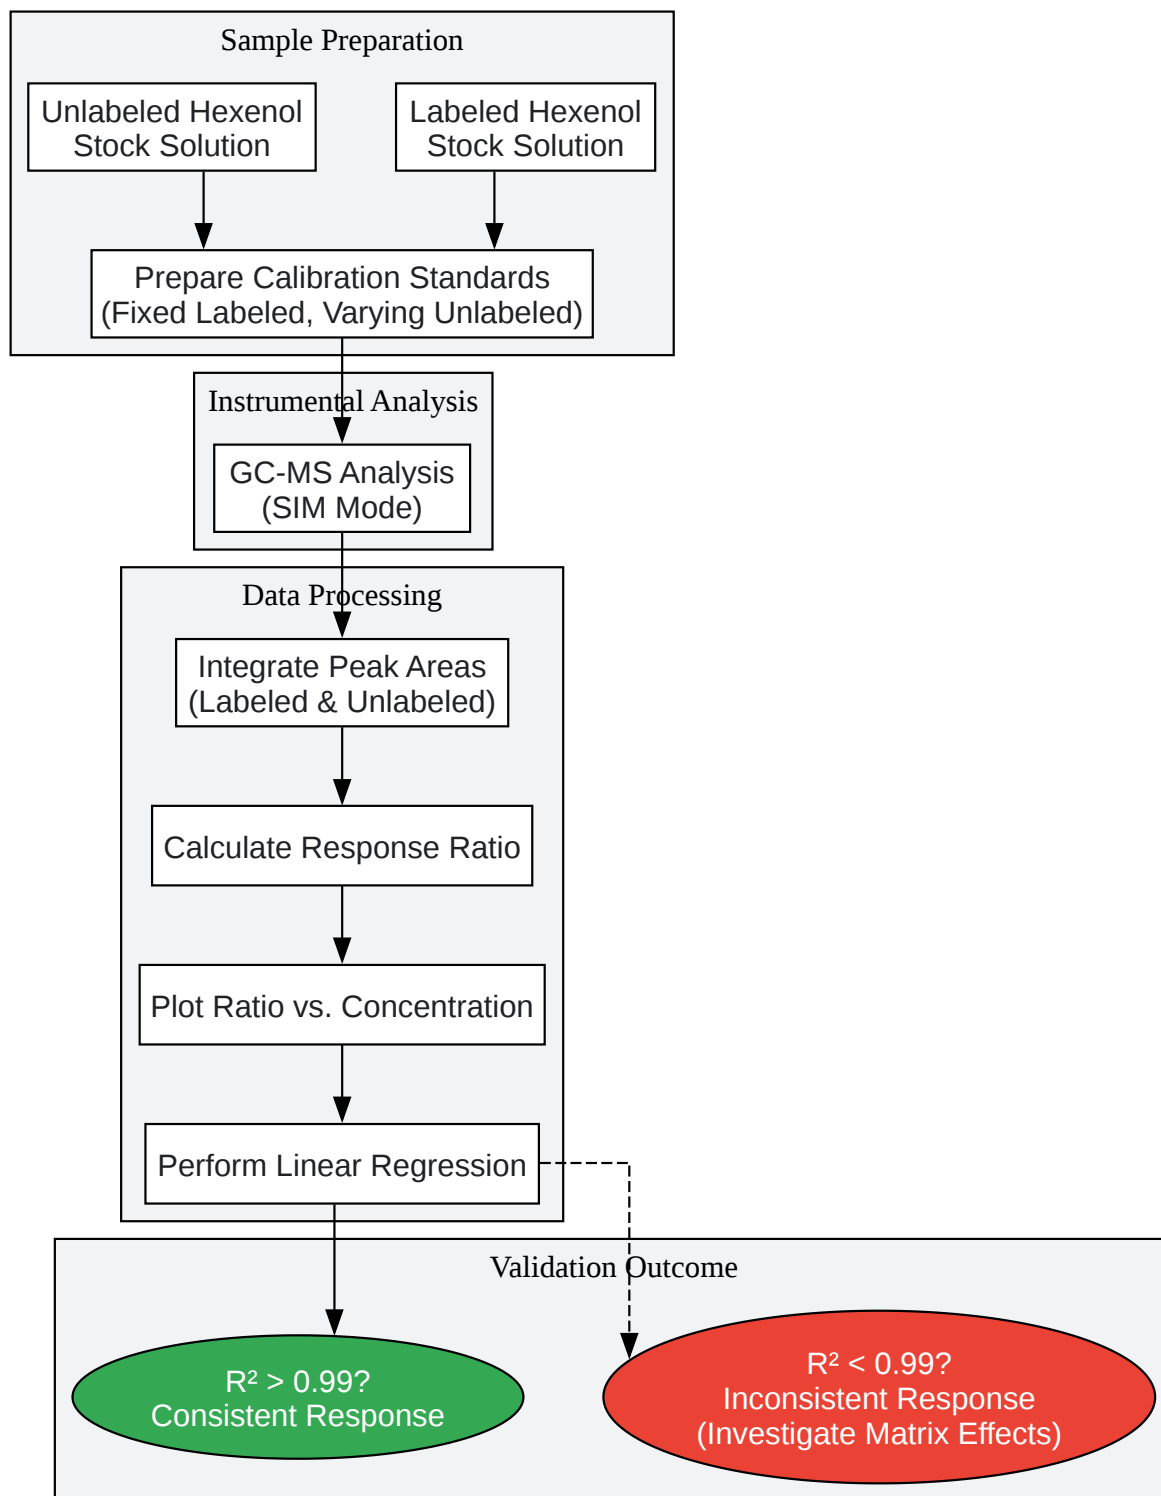 Sample Preparation
Unlabeled Hexenol
Stock Solution
Labeled Hexenol
Stock Solution
Prepare Calibration Standards
(Fixed Labeled, Varying Unlabeled)
Instrumental Analysis
GC-MS Analysis
(SIM Mode)
Data Processing
Integrate Peak Areas
(Labeled & Unlabeled)
Calculate Response Ratio
Plot Ratio vs. Concentration
Perform Linear Regression
Validation Outcome
R² > 0.99?
Consistent Response
R² < 0.99?
Inconsistent Response
(Investigate Matrix Effects)